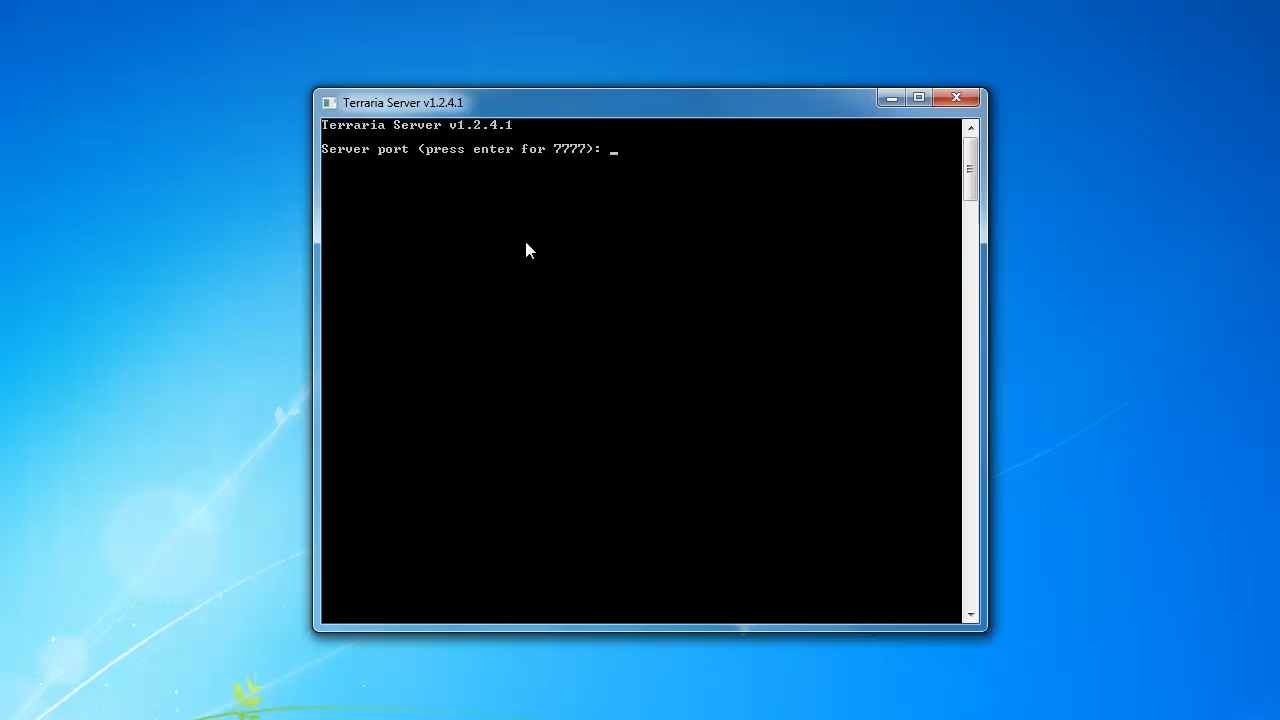 Terraria Server v1.2.4.1
Terraria Server v1.2.4.1
Server port (press enter for 7777): _